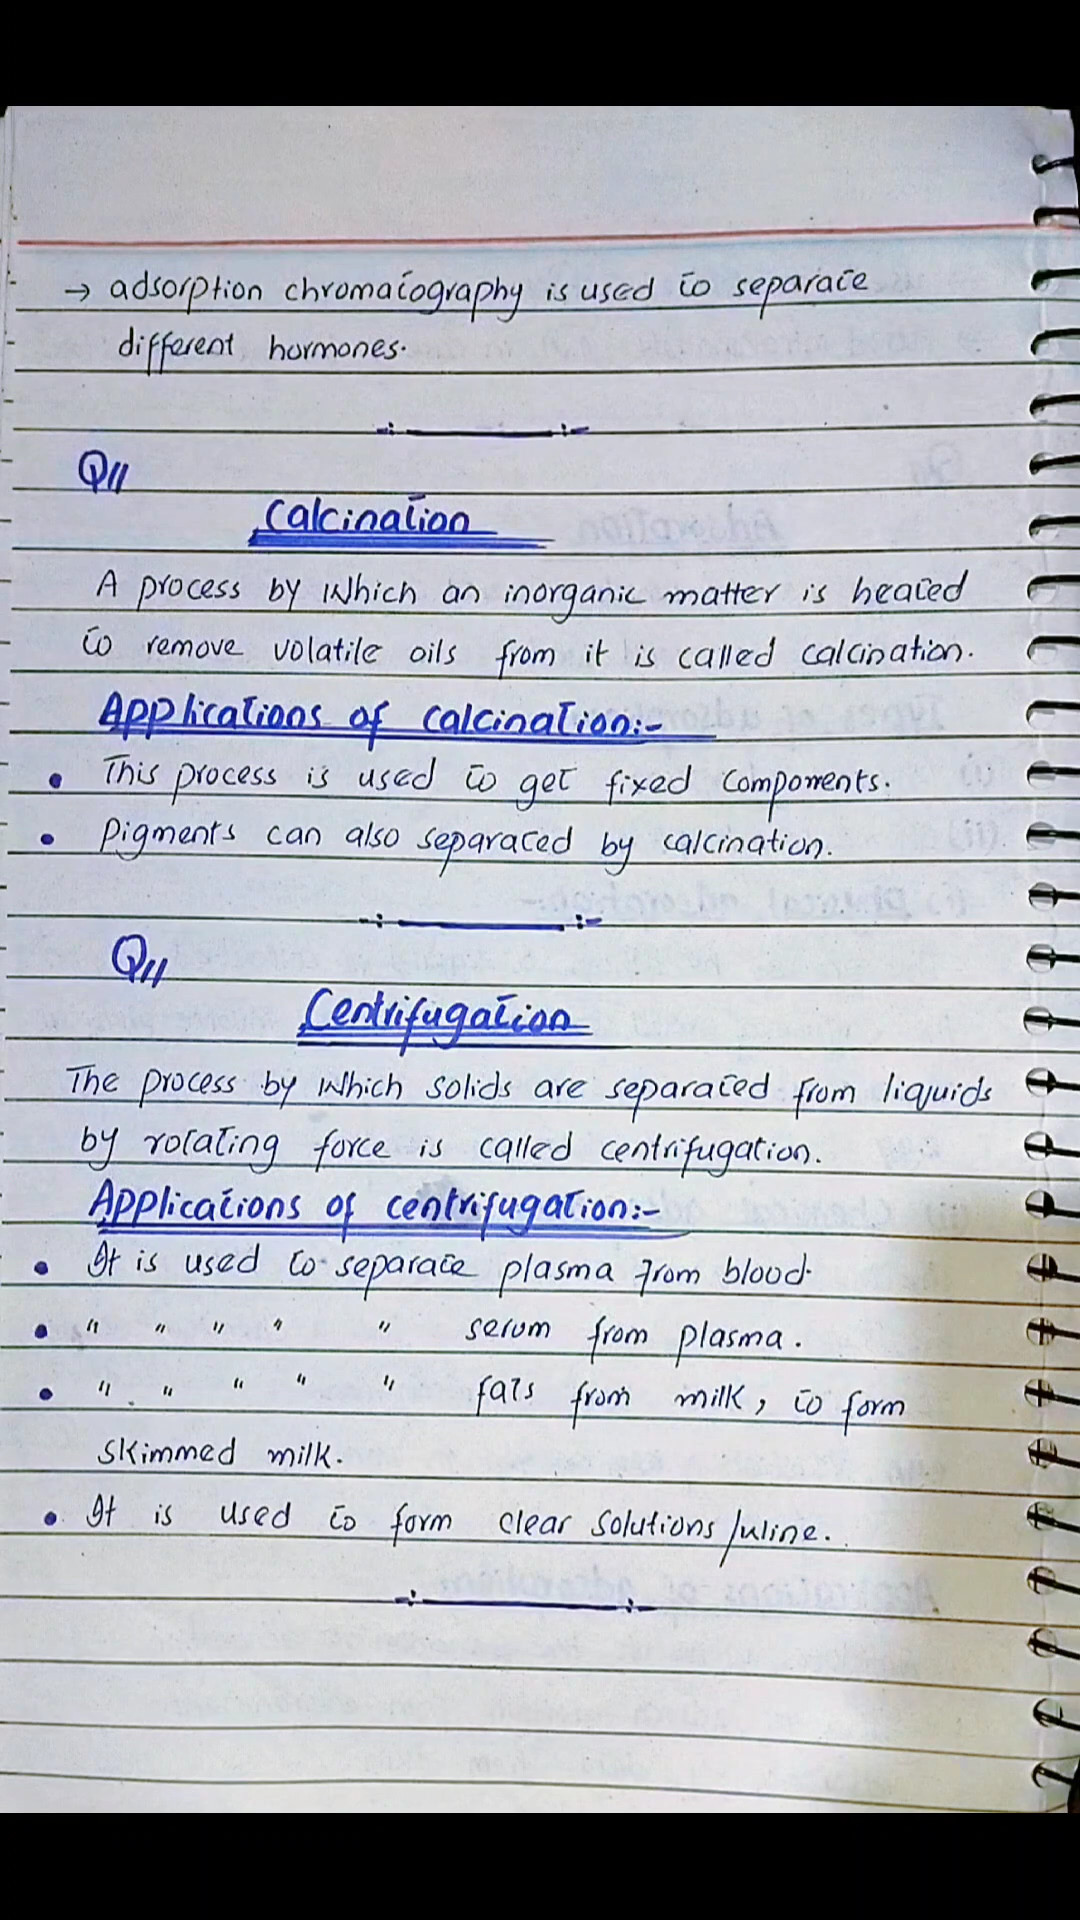 → adsorption chromatography is used to separate
different hormones.
Q//
Calcination
A process by which an inorganic matter is heated
to remove volatile oils from it is called calcination.
Applications of calcination:-
• This process is used to get fixed components.
• Pigments can also separated by calcination.
Q//
Centrifugation
The process by which solids are separated from liquids
by rotating force is called centrifugation.
Applications of centrifugation:-
• It is used to separate plasma from blood.
• " " " " " serum from plasma.
• " " " " " fats from milk, to form
skimmed milk.
• It is used to form clear solutions/